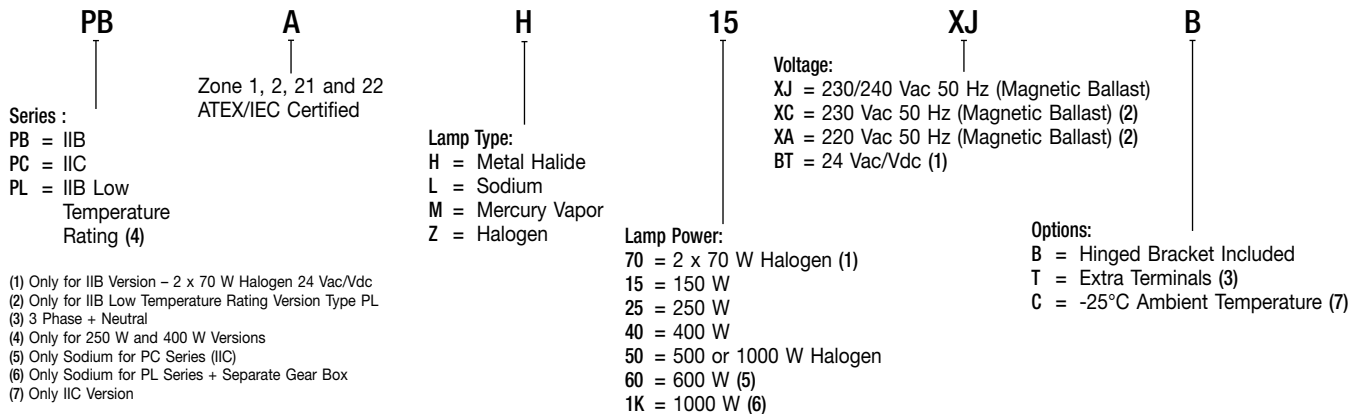 PB A H 15 XJ B
Series :
PB = IIB
PC = IIC
PL = IIB Low
Temperature
Rating (4)
Zone 1, 2, 21 and 22
ATEX/IEC Certified
Lamp Type:
H = Metal Halide
L = Sodium
M = Mercury Vapor
Z = Halogen
Lamp Power:
70 = 2 x 70 W Halogen (1)
15 = 150 W
25 = 250 W
40 = 400 W
50 = 500 or 1000 W Halogen
60 = 600 W (5)
1K = 1000 W (6)
Voltage:
XJ = 230/240 Vac 50 Hz (Magnetic Ballast)
XC = 230 Vac 50 Hz (Magnetic Ballast) (2)
XA = 220 Vac 50 Hz (Magnetic Ballast) (2)
BT = 24 Vac/Vdc (1)
Options:
B = Hinged Bracket Included
T = Extra Terminals (3)
C = -25°C Ambient Temperature (7)
(1) Only for IIB Version – 2 x 70 W Halogen 24 Vac/Vdc
(2) Only for IIB Low Temperature Rating Version Type PL
(3) 3 Phase + Neutral
(4) Only for 250 W and 400 W Versions
(5) Only Sodium for PC Series (IIC)
(6) Only Sodium for PL Series + Separate Gear Box
(7) Only IIC Version